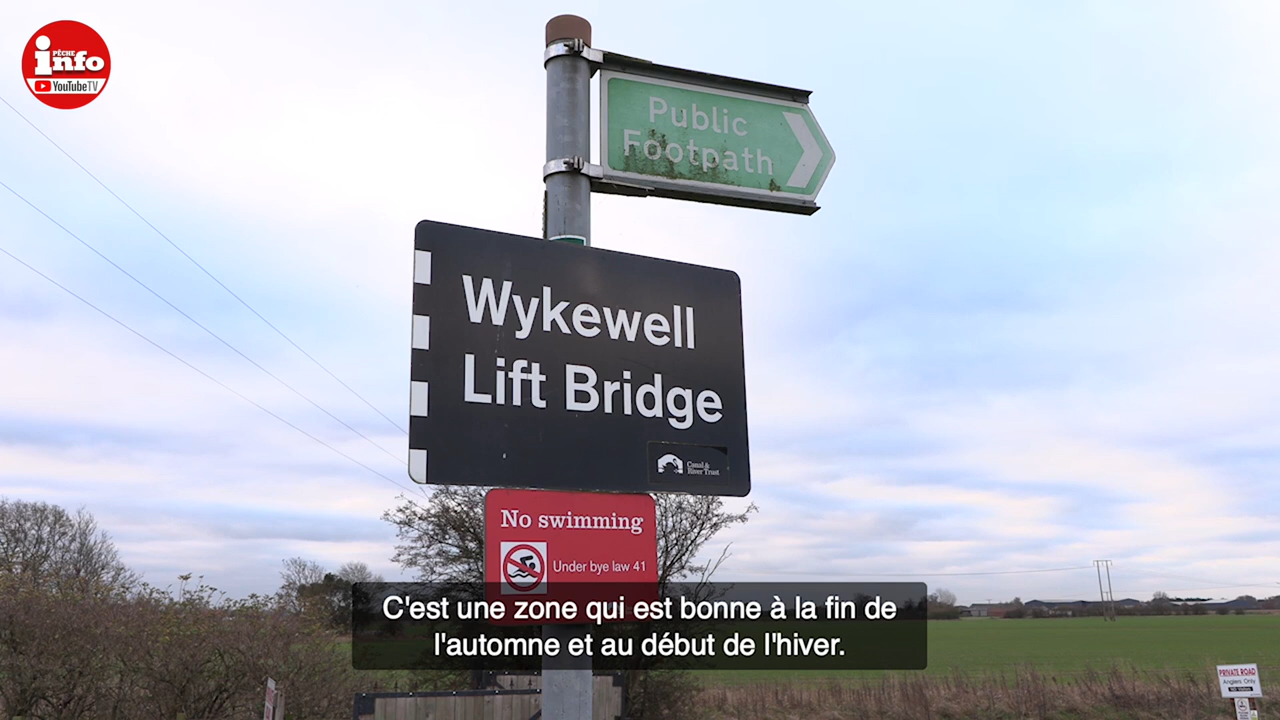 PÊCHE
info
YouTubeTV
Public
Footpath
Wykewell
Lift Bridge
Canal &
River Trust
No swimming
Under bye law 41
C'est une zone qui est bonne à la fin de
l'automne et au début de l'hiver.
PRIVATE ROAD
Anglers Only